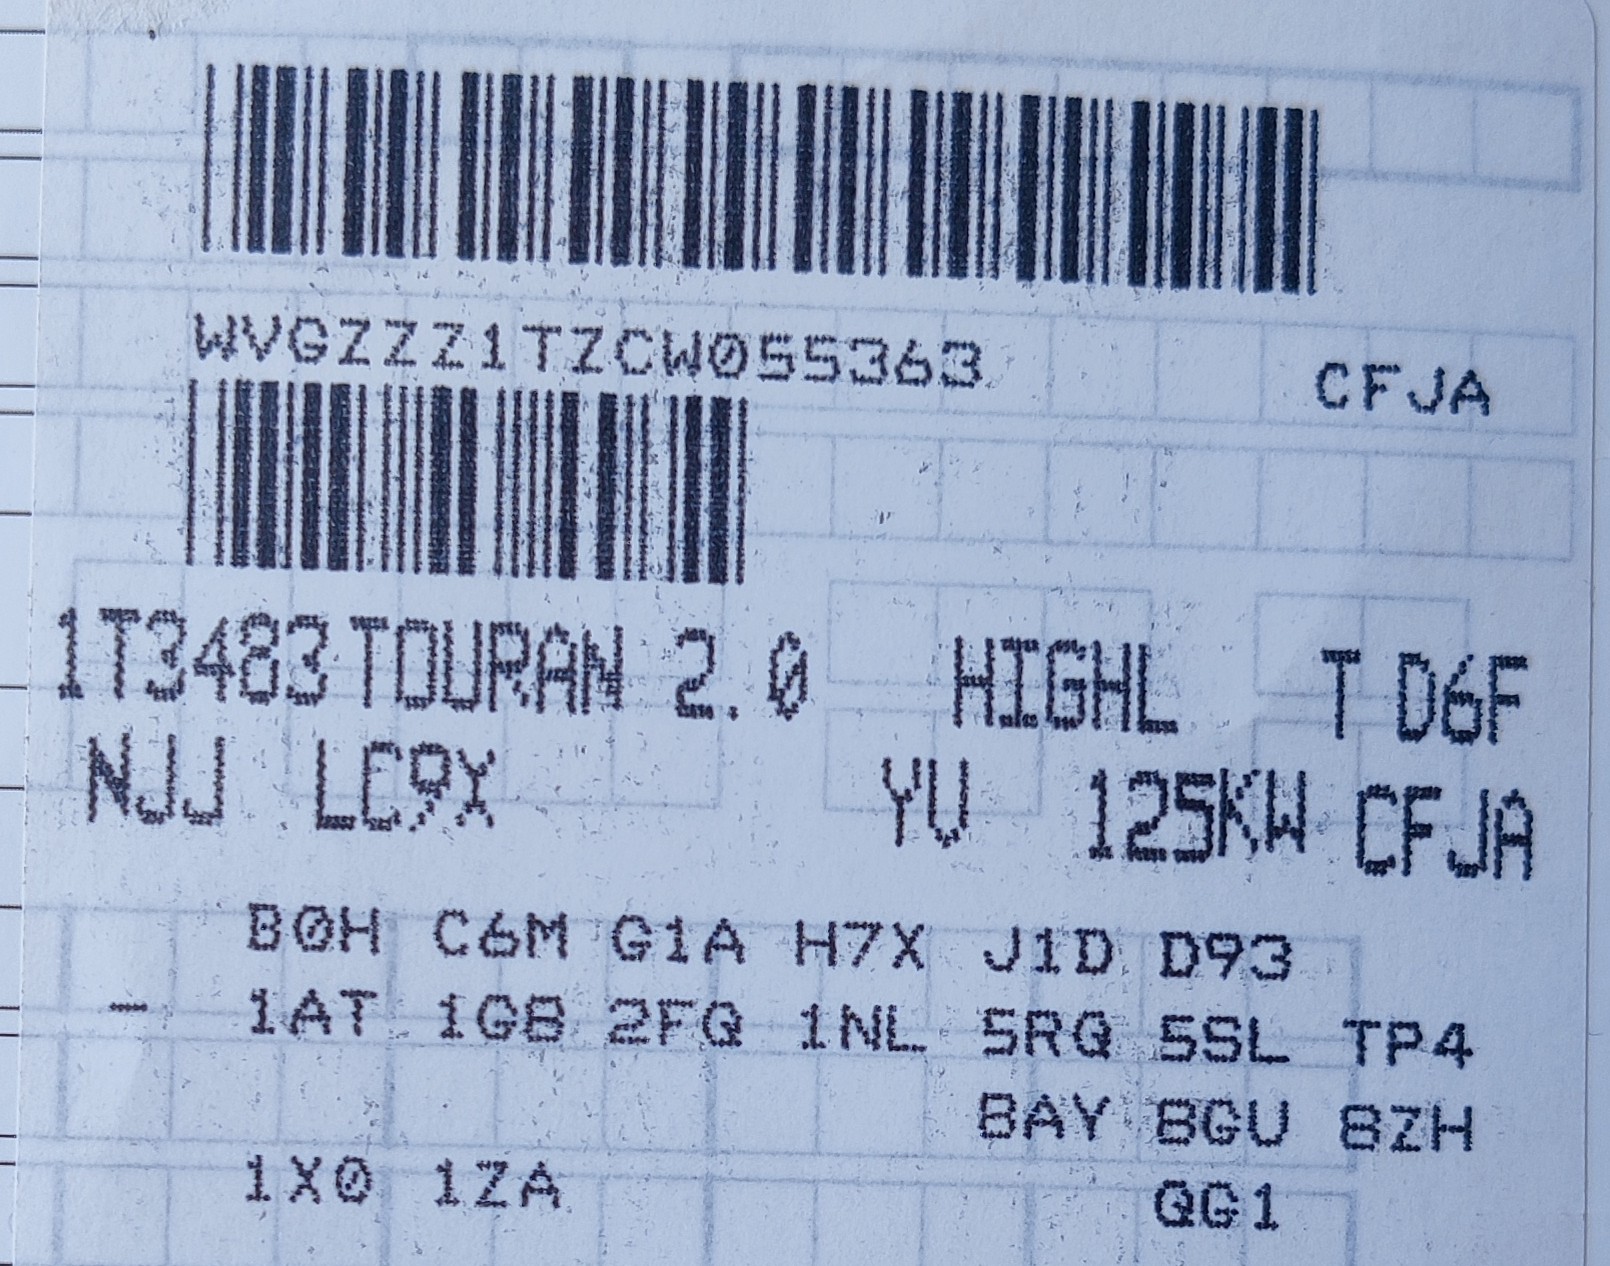 WVGZZZ1TZCW055363
CFJA
1T3483 TOURAN 2.0 HIGHL T D6F
NJJ LC9X YU 125KW CFJA
B0H C6M G1A H7X J1D D93
- 1AT 1GB 2FQ 1NL 5RQ 5SL TP4
8AY 8GU 8ZH
1X0 1ZA QG1